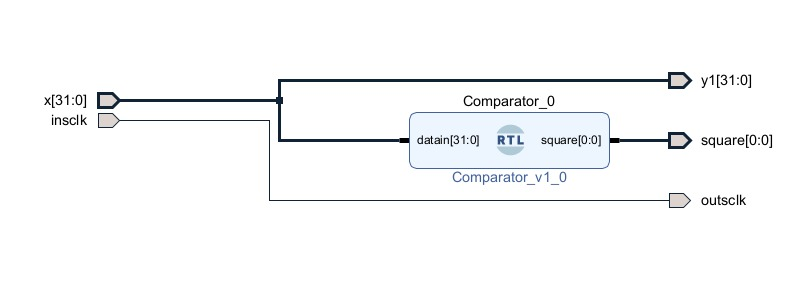 y1[31:0]
x[31:0]
Comparator_0
insclk
datain[31:0] RTL square[0:0]
square[0:0]
Comparator_v1_0
outsclk